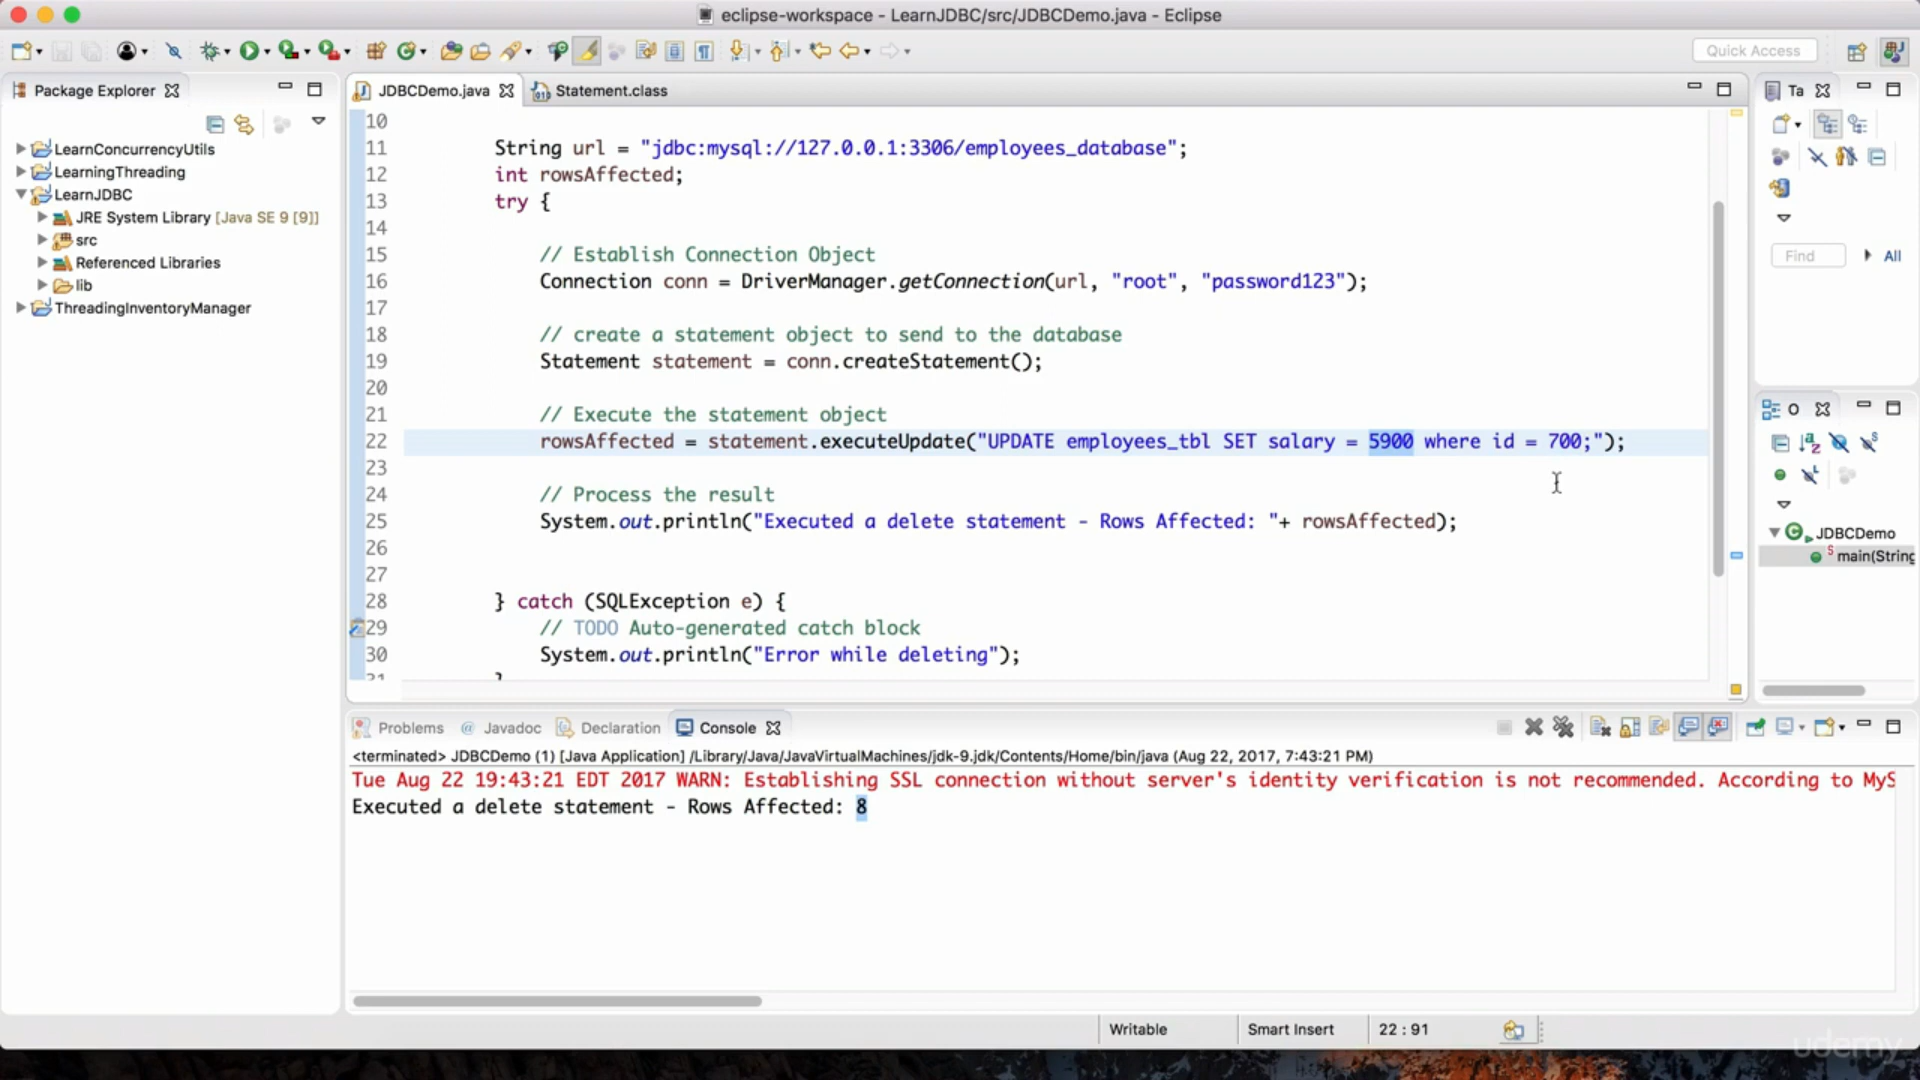 eclipse-workspace - LearnJDBC/src/JDBCDemo.java - Eclipse
Quick Access
Package Explorer
JDBCDemo.java
Statement.class
Ta
LearnConcurrencyUtils
LearningThreading
LearnJDBC
JRE System Library [Java SE 9 [9]]
src
Referenced Libraries
lib
ThreadingInventoryManager
10
11 String url = "jdbc:mysql://127.0.0.1:3306/employees_database";
12 int rowsAffected;
13 try {
14
15 // Establish Connection Object
16 Connection conn = DriverManager.getConnection(url, "root", "password123");
17
18 // create a statement object to send to the database
19 Statement statement = conn.createStatement();
20
21 // Execute the statement object
22 rowsAffected = statement.executeUpdate("UPDATE employees_tbl SET salary = 5900 where id = 700;");
23
24 // Process the result
25 System.out.println("Executed a delete statement - Rows Affected: "+ rowsAffected);
26
27
28 } catch (SQLException e) {
29 // TODO Auto-generated catch block
30 System.out.println("Error while deleting");
31 }
Find
All
O
JDBCDemo
main(String
Problems
Javadoc
Declaration
Console
<terminated> JDBCDemo (1) [Java Application] /Library/Java/JavaVirtualMachines/jdk-9.jdk/Contents/Home/bin/java (Aug 22, 2017, 7:43:21 PM)
Tue Aug 22 19:43:21 EDT 2017 WARN: Establishing SSL connection without server's identity verification is not recommended. According to MyS
Executed a delete statement - Rows Affected: 8
Writable
Smart Insert
22 : 91
udemy